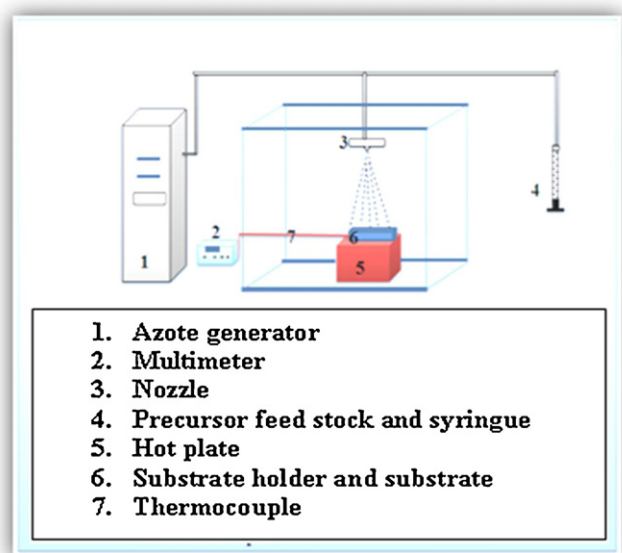 3
4
2
7
6
1
5
1. Azote generator
2. Multimeter
3. Nozzle
4. Precursor feed stock and syringue
5. Hot plate
6. Substrate holder and substrate
7. Thermocouple